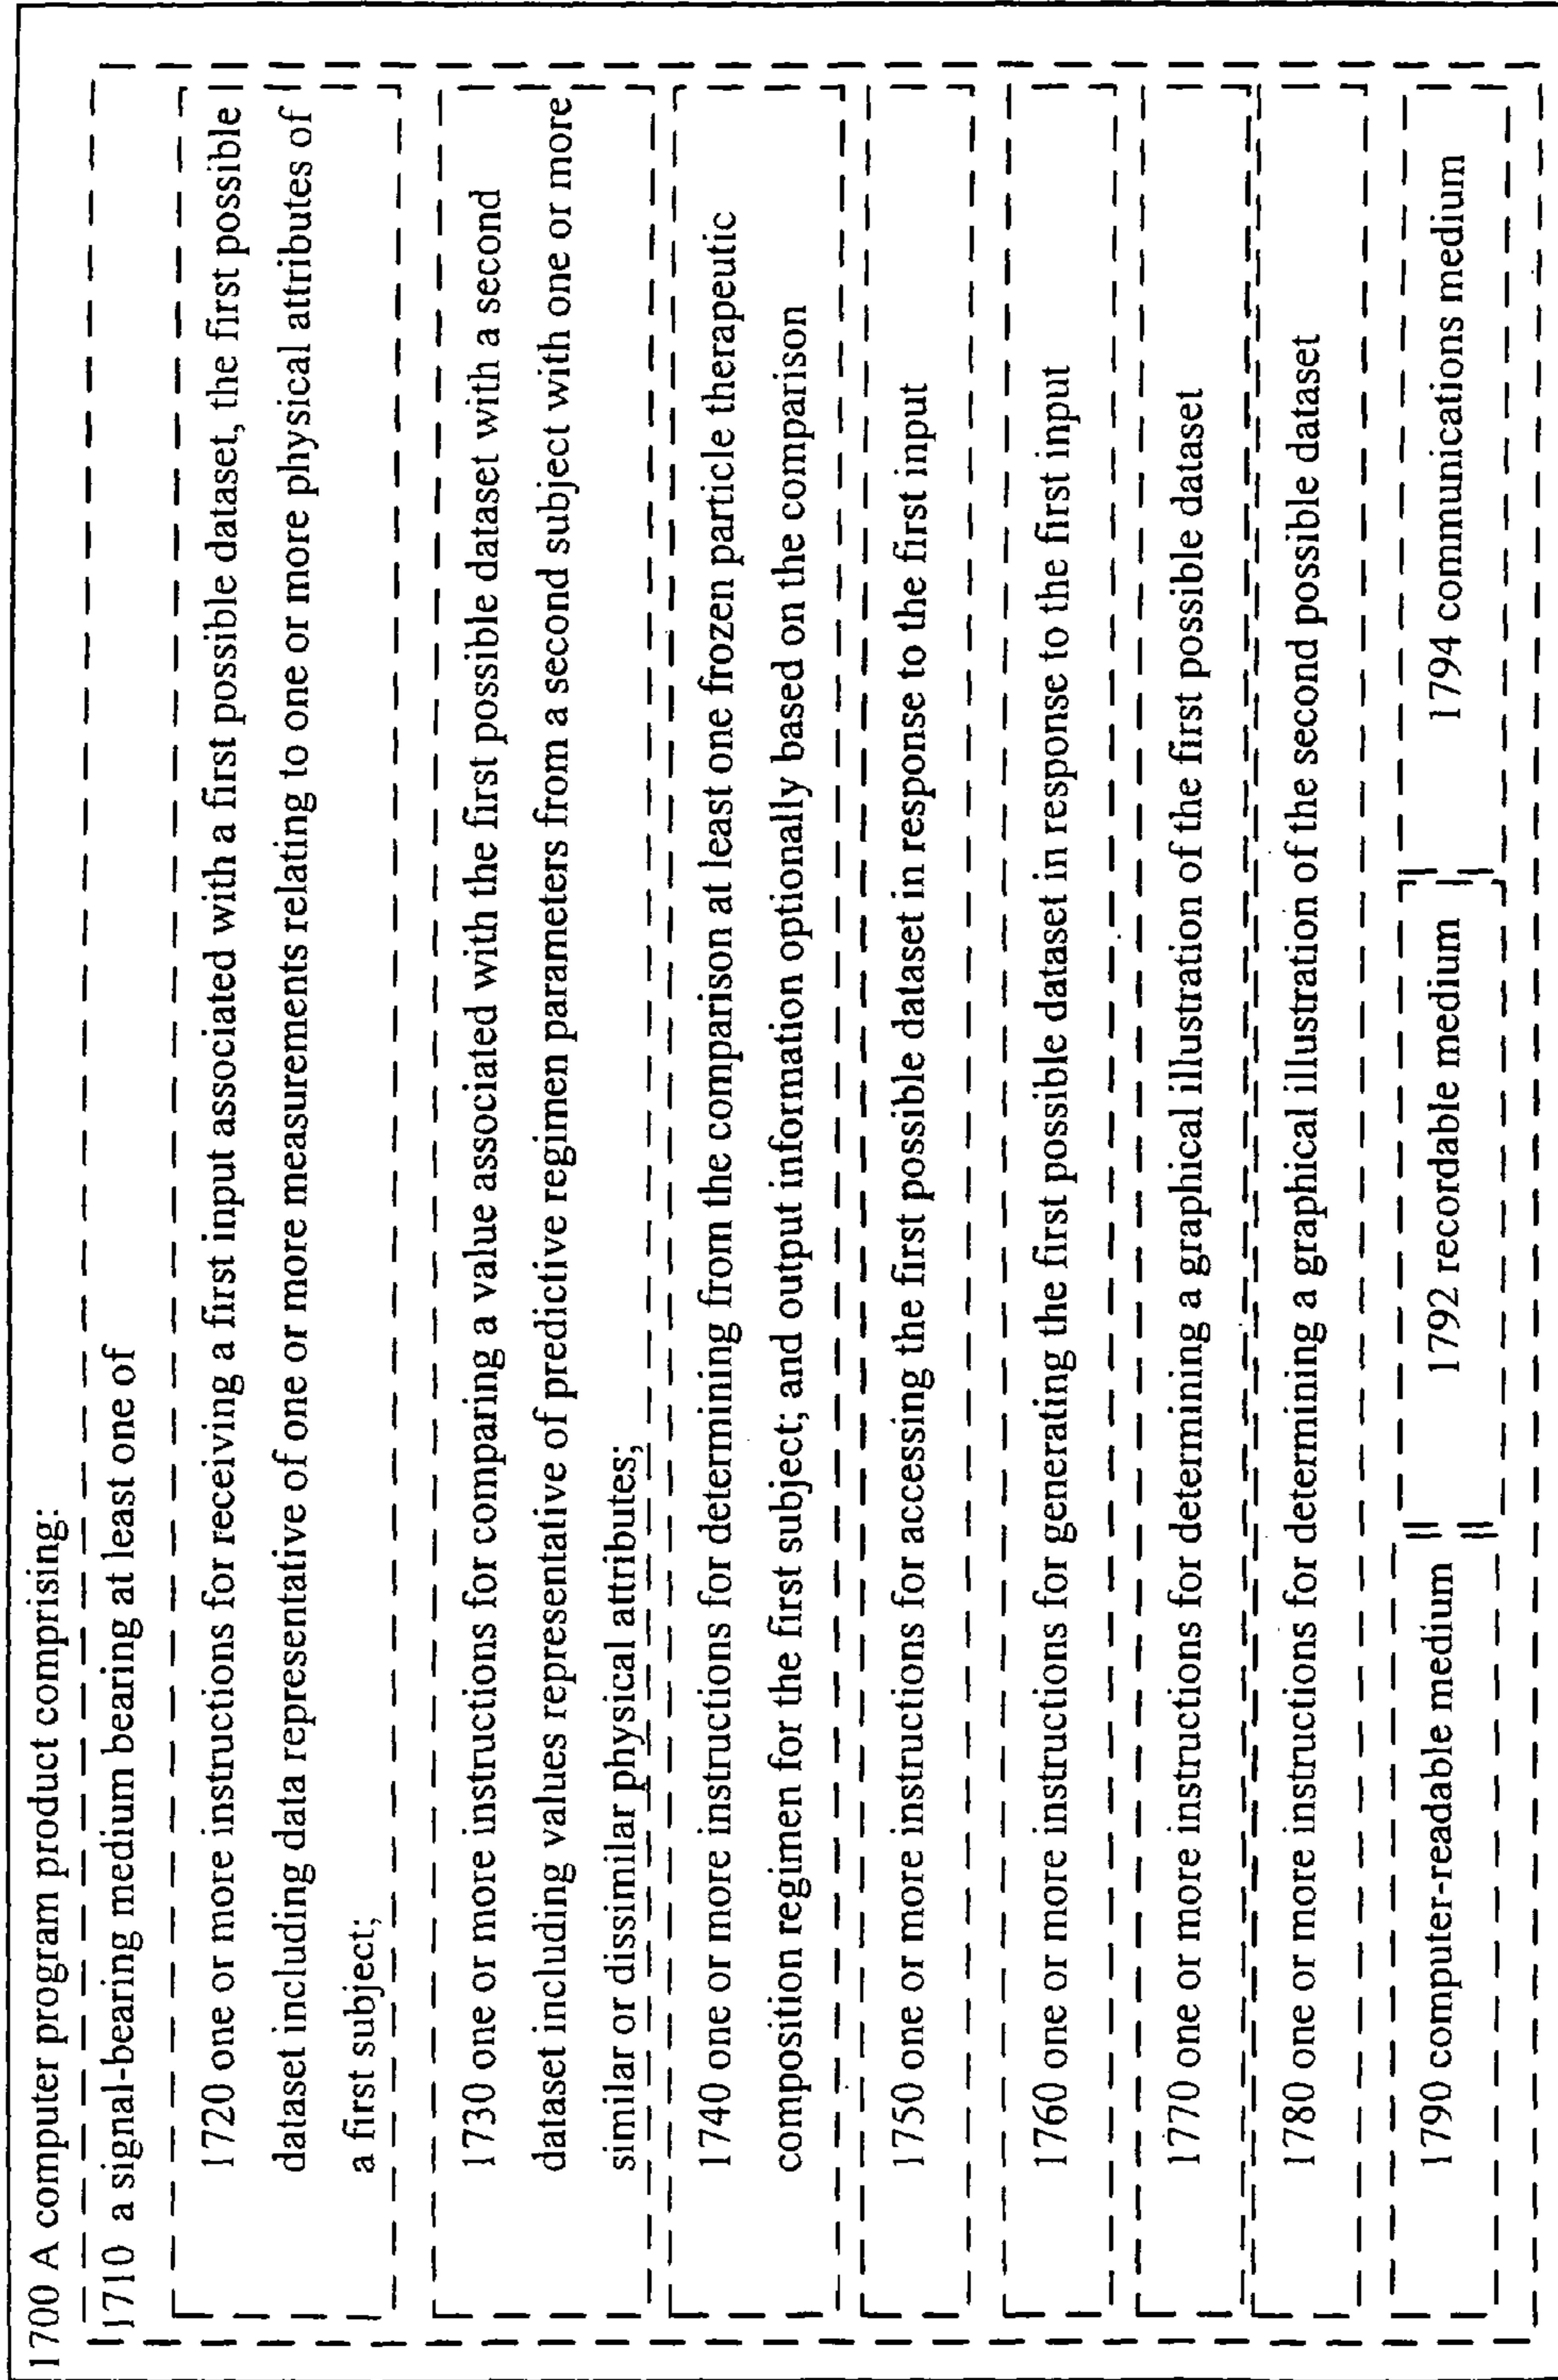 1700 A computer program product comprising:
1710 a signal-bearing medium bearing at least one of
1720 one or more instructions for receiving a first input associated with a first possible dataset, the first possible
dataset including data representative of one or more measurements relating to one or more physical attributes of
a first subject;
1730 one or more instructions for comparing a value associated with the first possible dataset with a second
dataset including values representative of predictive regimen parameters from a second subject with one or more
similar or dissimilar physical attributes;
1740 one or more instructions for determining from the comparison at least one frozen particle therapeutic
composition regimen for the first subject; and output information optionally based on the comparison
1750 one or more instructions for accessing the first possible dataset in response to the first input
1760 one or more instructions for generating the first possible dataset in response to the first input
1770 one or more instructions for determining a graphical illustration of the first possible dataset
1780 one or more instructions for determining a graphical illustration of the second possible dataset
1790 computer-readable medium
1792 recordable medium
1794 communications medium